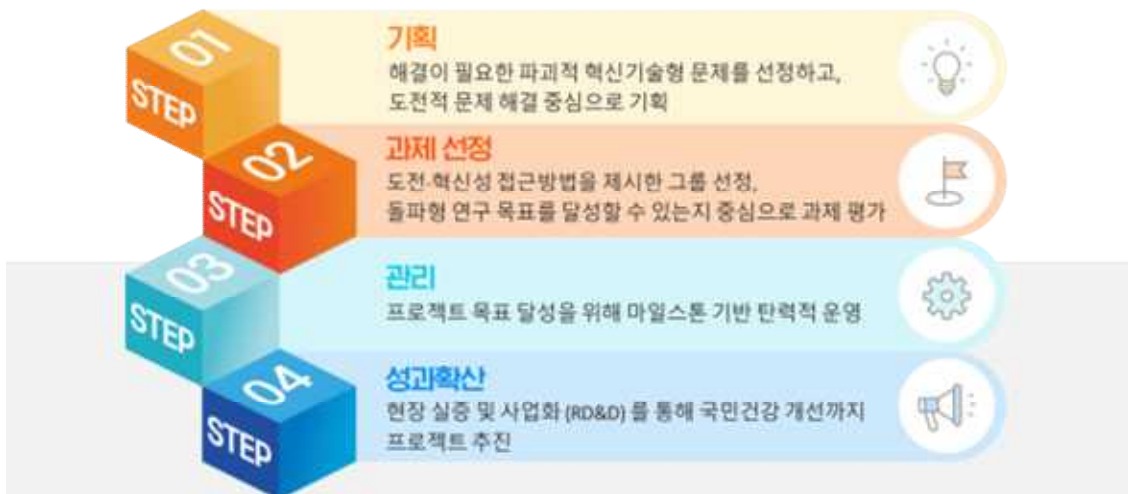 01
STEP
기획
해결이 필요한 파괴적 혁신기술형 문제를 선정하고,
도전적 문제 해결 중심으로 기획
02
STEP
과제 선정
도전·혁신성 접근방법을 제시한 그룹 선정,
돌파형 연구 목표를 달성할 수 있는지 중심으로 과제 평가
03
STEP
관리
프로젝트 목표 달성을 위해 마일스톤 기반 탄력적 운영
04
STEP
성과확산
현장 실증 및 사업화 (RD&D) 를 통해 국민건강 개선까지
프로젝트 추진